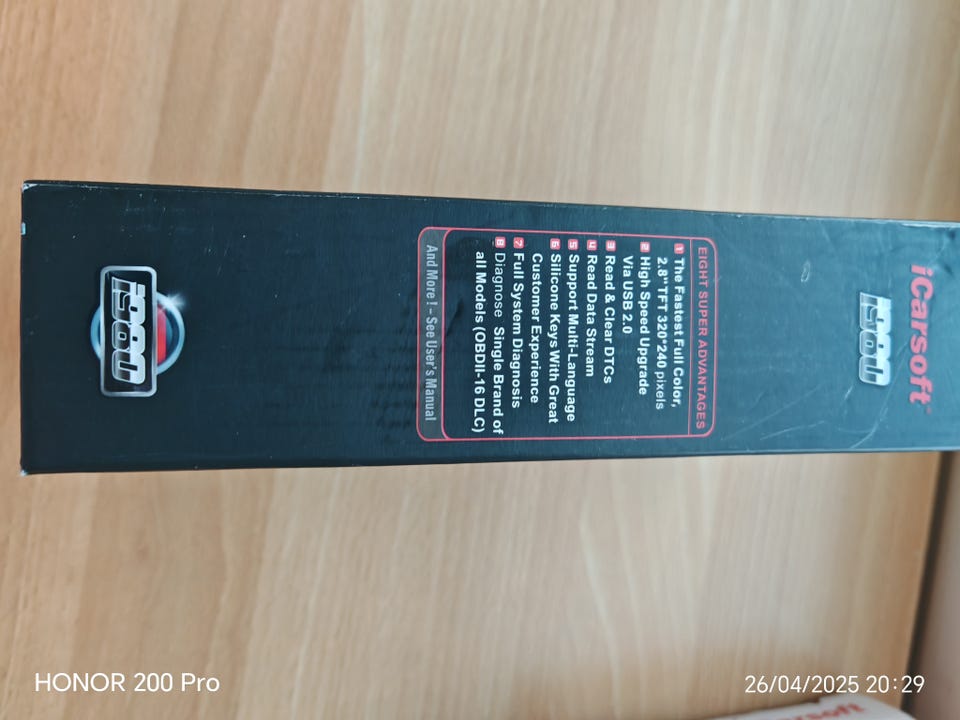 iCarsoft
i980
EIGHT SUPER ADVANTAGES
1 The Fastest Full Color,
2.8"TFT 320*240 pixels
2 High Speed Upgrade
Via USB 2.0
3 Read & Clear DTCs
4 Read Data Stream
5 Support Multi-Language
6 Silicone Keys With Great
Customer Experience
7 Full System Diagnosis
8 Diagnose Single Brand of
all Models (OBDII-16 DLC)
And More ! – See User's Manual
i980
HONOR 200 Pro
26/04/2025 20:29